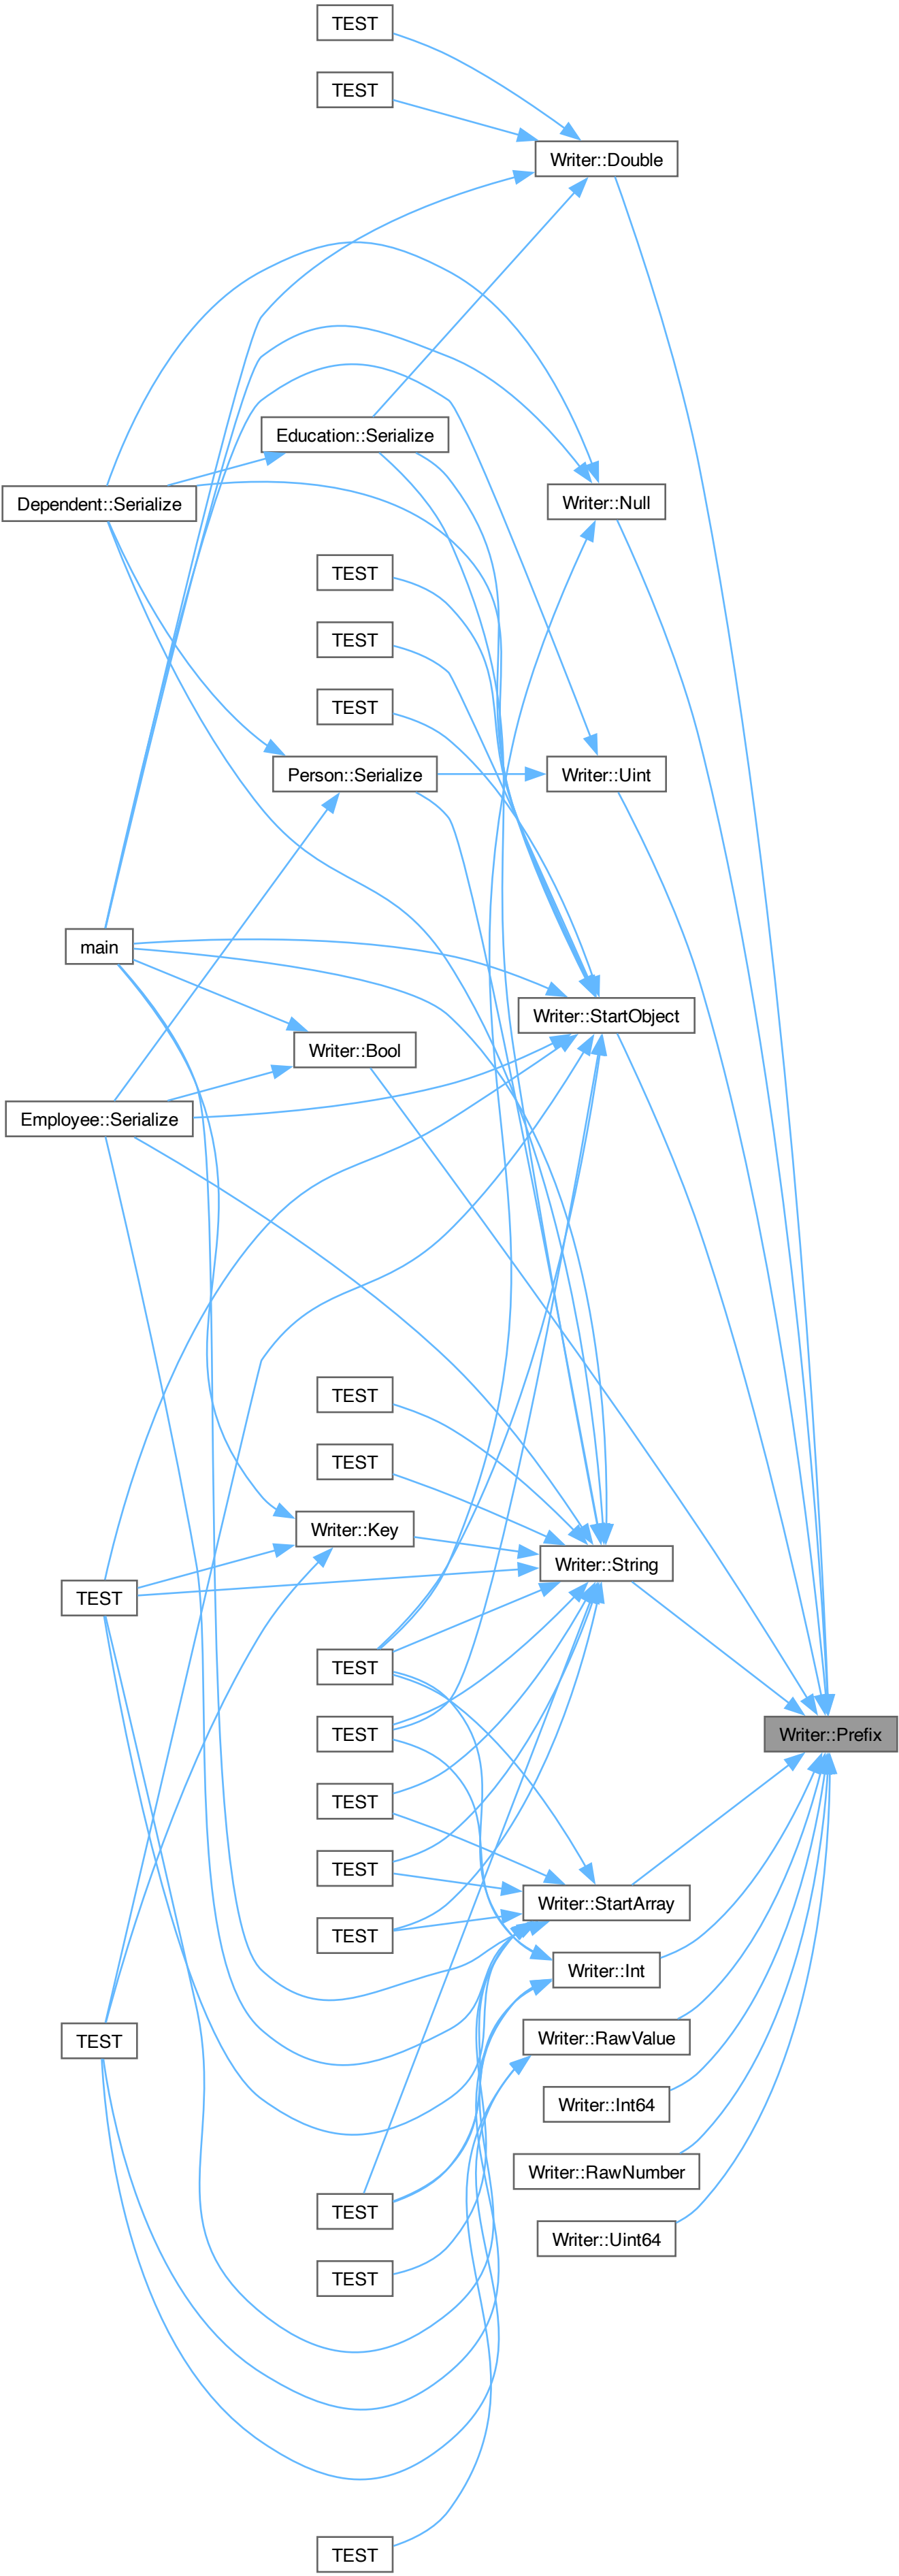 TEST
TEST
Writer::Double
Education::Serialize
Dependent::Serialize
Writer::Null
TEST
TEST
TEST
Person::Serialize
Writer::Uint
main
Writer::StartObject
Writer::Bool
Employee::Serialize
TEST
TEST
Writer::Key
Writer::String
TEST
TEST
TEST
Writer::Prefix
TEST
TEST
Writer::StartArray
TEST
Writer::Int
TEST
Writer::RawValue
Writer::Int64
Writer::RawNumber
TEST
Writer::Uint64
TEST
TEST